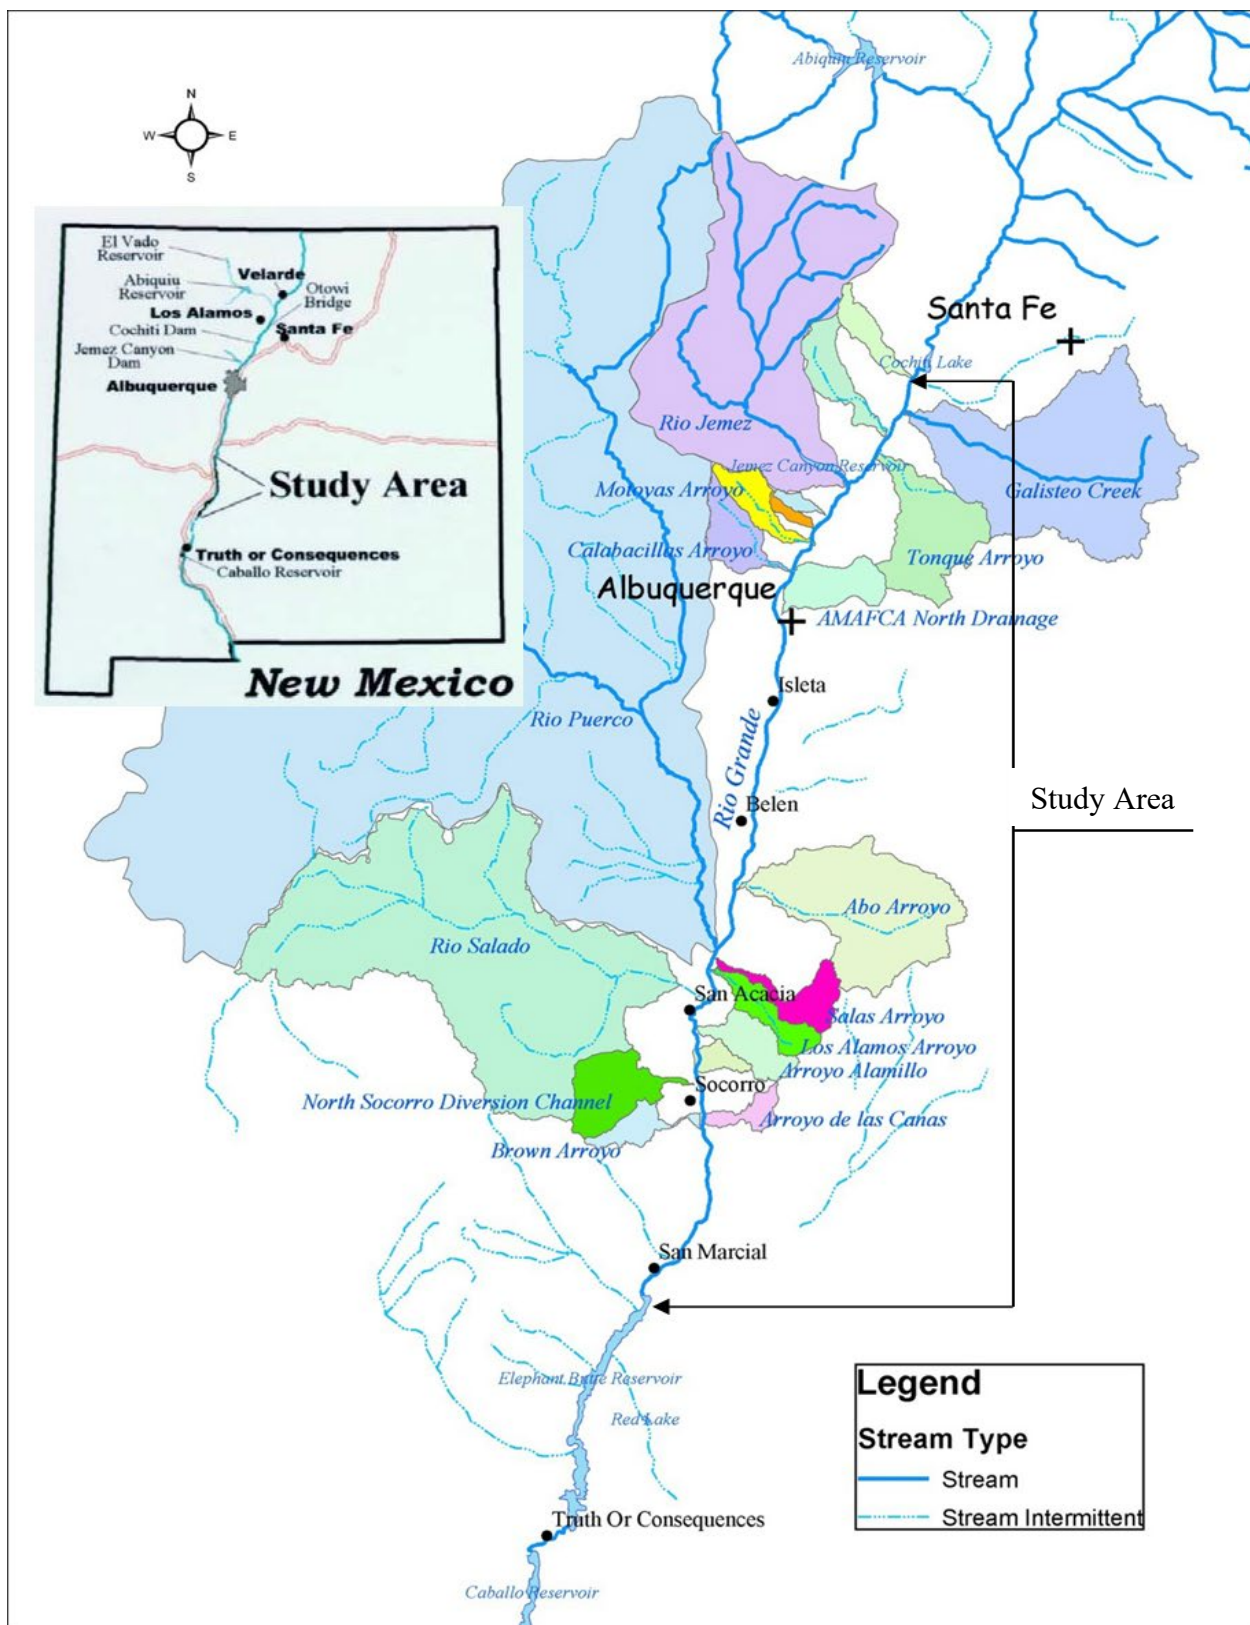 Abiquiu Reservoir
N
W
E
S
El Vado
Reservoir
Velarde
Abiquiu
Reservoir
Otowi
Bridge
Los Alamos
Cochiti Dam
Santa Fe
Jemez Canyon
Dam
Albuquerque
Study Area
Truth or Consequences
Caballo Reservoir
New Mexico
Santa Fe
Cochiti Lake
Rio Jemez
Jemez Canyon Reservoir
Motoyas Arroyo
Galisteo Creek
Calabacillas Arroyo
Tonque Arroyo
Albuquerque
AMAFCA North Drainage
Isleta
Rio Puerco
Rio Grande
Belen
Study Area
Abo Arroyo
Rio Salado
San Acacia
Salas Arroyo
Los Alamos Arroyo
Arroyo Alamillo
Socorro
North Socorro Diversion Channel
Arroyo de las Canas
Brown Arroyo
San Marcial
Elephant Butte Reservoir
Red Lake
Legend
Stream Type
Stream
Stream Intermittent
Truth Or Consequences
Caballo Reservoir